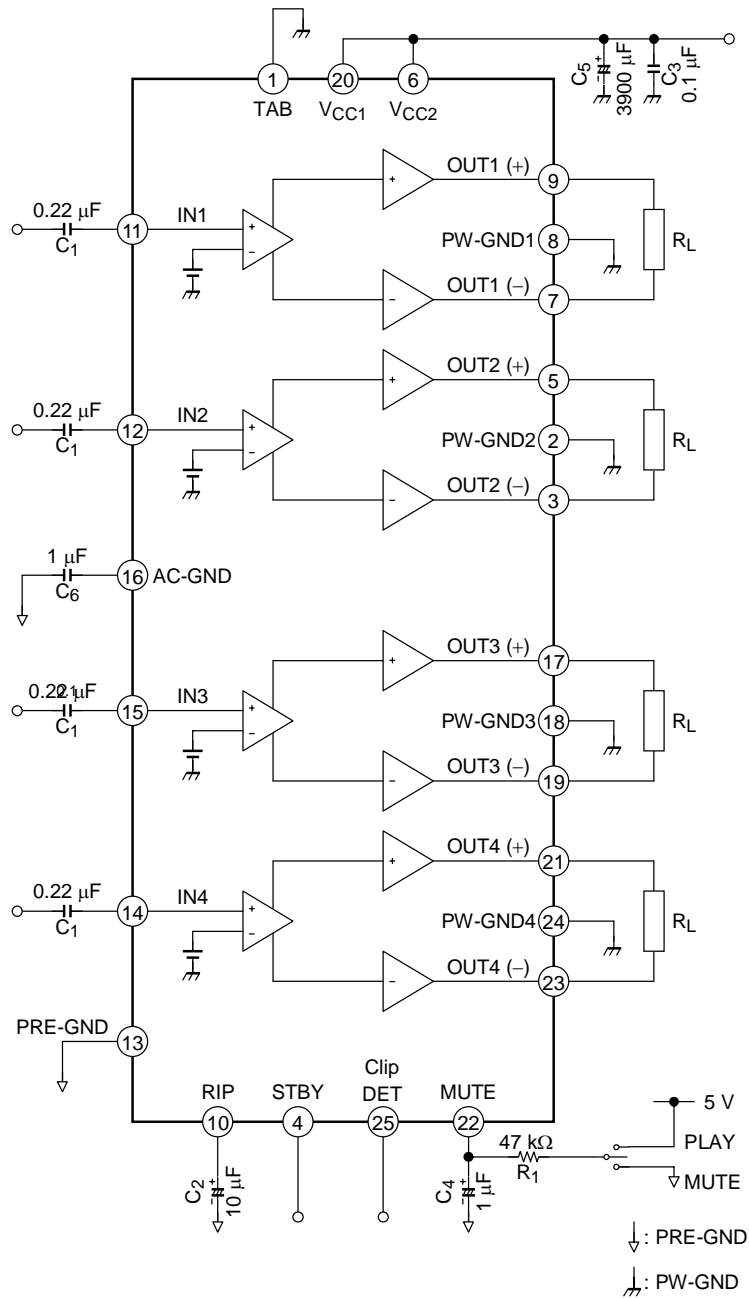 C5
3900 µF
C3
0.1 µF
1
20
6
TAB
VCC1
VCC2
OUT1 (+)
9
0.22 µF
C1
11
IN1
+
−
+
PW-GND1
8
RL
−
OUT1 (−)
7
OUT2 (+)
5
0.22 µF
C1
12
IN2
+
−
+
PW-GND2
2
RL
−
OUT2 (−)
3
1 µF
C6
16
AC-GND
OUT3 (+)
17
µF
C1
15
IN3
+
−
+
PW-GND3
18
RL
−
OUT3 (−)
19
OUT4 (+)
21
0.22 µF
C1
14
IN4
+
−
+
PW-GND4
24
RL
−
OUT4 (−)
23
PRE-GND
13
RIP
STBY
Clip
DET
MUTE
10
4
25
22
5 V
47 kΩ
R1
PLAY
MUTE
C2
10 µF
C4
1 µF
: PRE-GND
: PW-GND